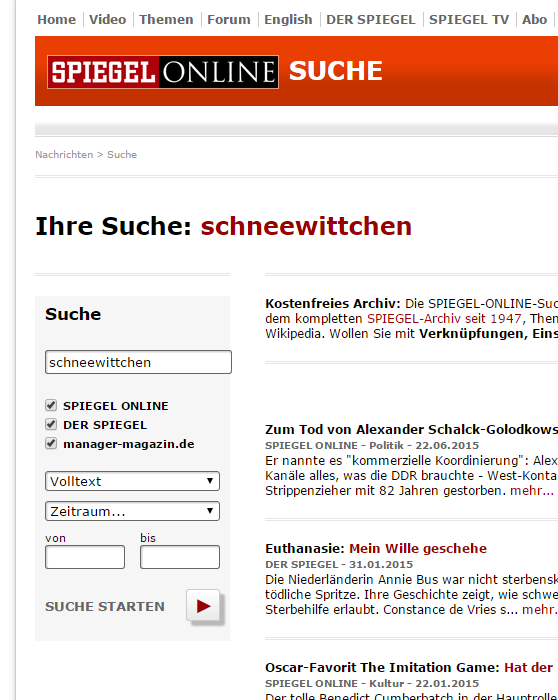 Home Video Themen Forum English DER SPIEGEL SPIEGEL TV Abo
SPIEGEL ONLINE SUCHE
Nachrichten > Suche
Ihre Suche: schneewittchen
Suche
schneewittchen
SPIEGEL ONLINE
DER SPIEGEL
manager-magazin.de
Volltext
Zeitraum...
von bis
SUCHE STARTEN
Kostenfreies Archiv: Die SPIEGEL-ONLINE-Suc
dem kompletten SPIEGEL-Archiv seit 1947, Them
Wikipedia. Wollen Sie mit Verknüpfungen, Eins
Zum Tod von Alexander Schalck-Golodkows
SPIEGEL ONLINE - Politik - 22.06.2015
Er nannte es "kommerzielle Koordinierung": Alex
Kanäle alles, was die DDR brauchte - West-Konta
Strippenzieher mit 82 Jahren gestorben. mehr...
Euthanasie: Mein Wille geschehe
DER SPIEGEL - 31.01.2015
Die Niederländerin Annie Bus war nicht sterbensk
tödliche Spritze. Ihre Geschichte zeigt, wie schwe
Sterbehilfe erlaubt. Constance de Vries s... mehr.
Oscar-Favorit The Imitation Game: Hat der
SPIEGEL ONLINE - Kultur - 22.01.2015
Der tolle Benedict Cumberbatch in der Hauptrolle